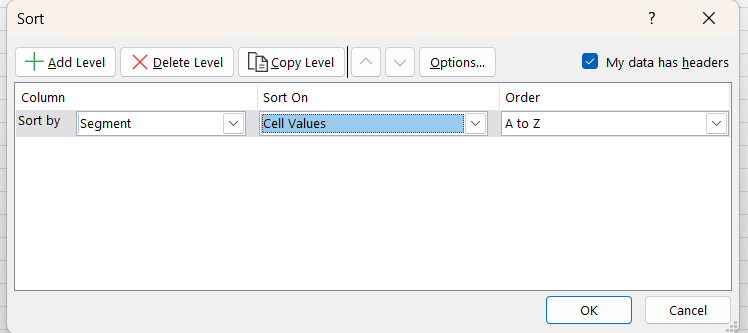 Sort ?
Add Level Delete Level Copy Level Options... My data has headers
Column Sort On Order
Sort by Segment Cell Values A to Z
OK Cancel